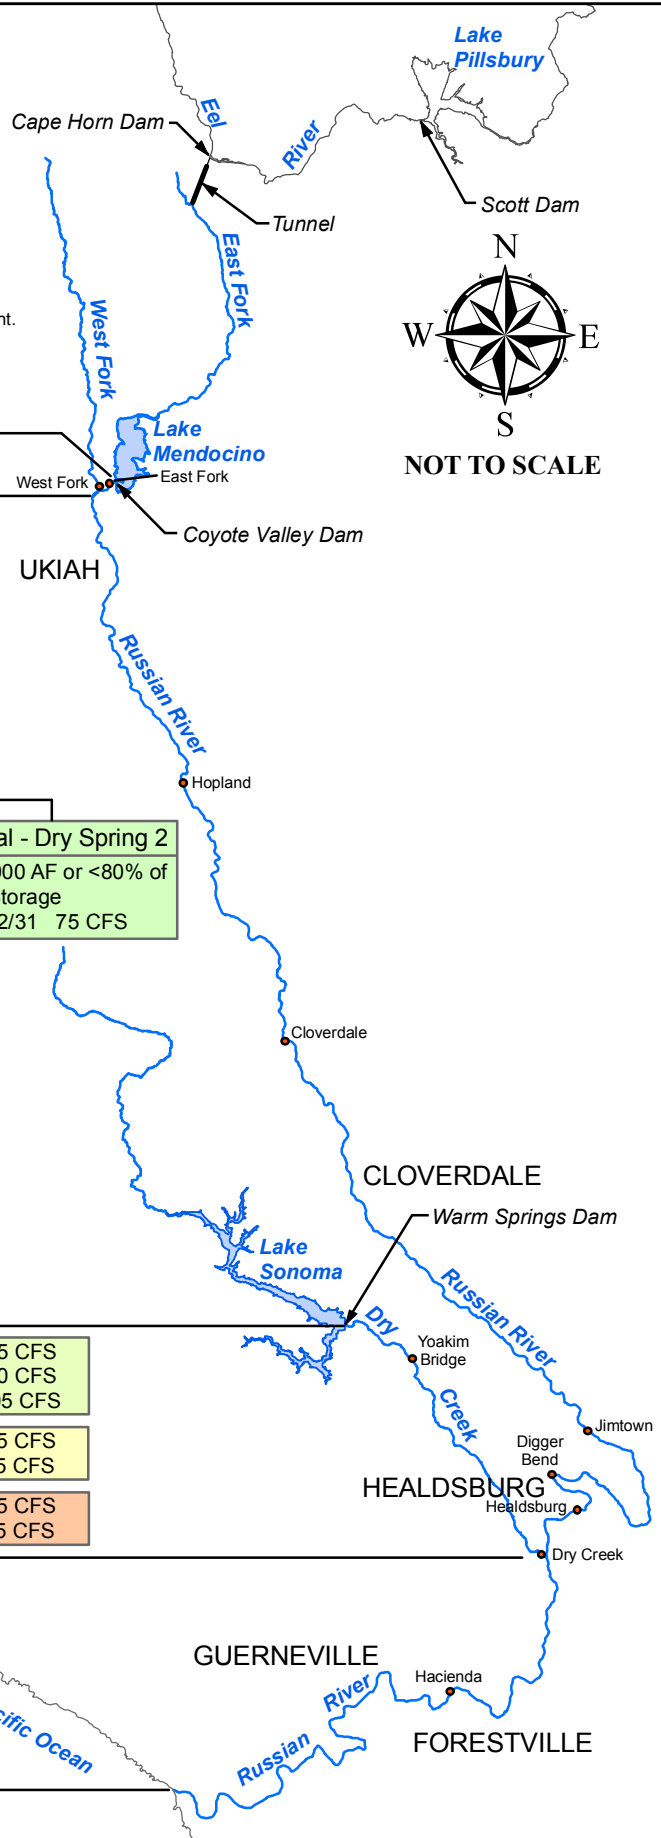 Lake
Pillsbury
Eel
River
Cape Horn Dam
Scott Dam
Tunnel
East Fork
N
W
E
S
NOT TO SCALE
West Fork
Lake
Mendocino
West Fork
East Fork
Coyote Valley Dam
UKIAH
Russian River
Hopland
al - Dry Spring 2
000 AF or <80% of
torage
2/31 75 CFS
Cloverdale
CLOVERDALE
Warm Springs Dam
Lake
Sonoma
Dry
Creek
Russian River
Yoakim
Bridge
5 CFS
0 CFS
5 CFS
5 CFS
5 CFS
5 CFS
5 CFS
Jimtown
Digger
Bend
HEALDSBURG
Healdsburg
Dry Creek
GUERNEVILLE
Hacienda
River
Russian
FORESTVILLE
cific Ocean